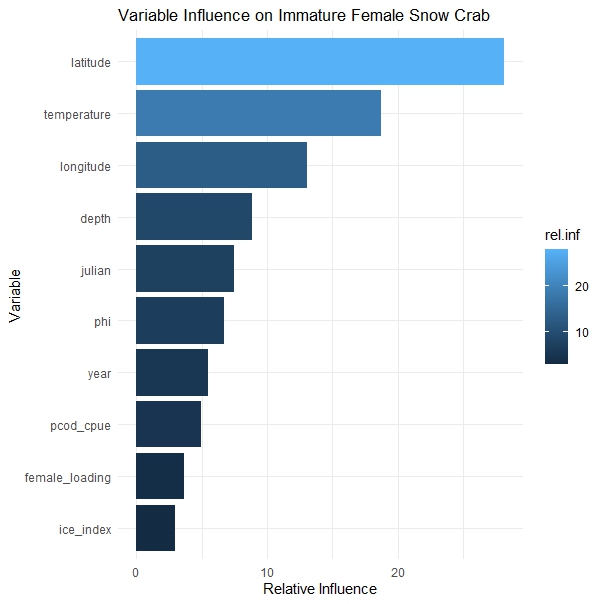 Variable Influence on Immature Female Snow Crab
latitude
temperature
longitude
depth
julian
phi
year
pcod_cpue
female_loading
ice_index
Variable
0
10
20
Relative Influence
rel.inf
20
10